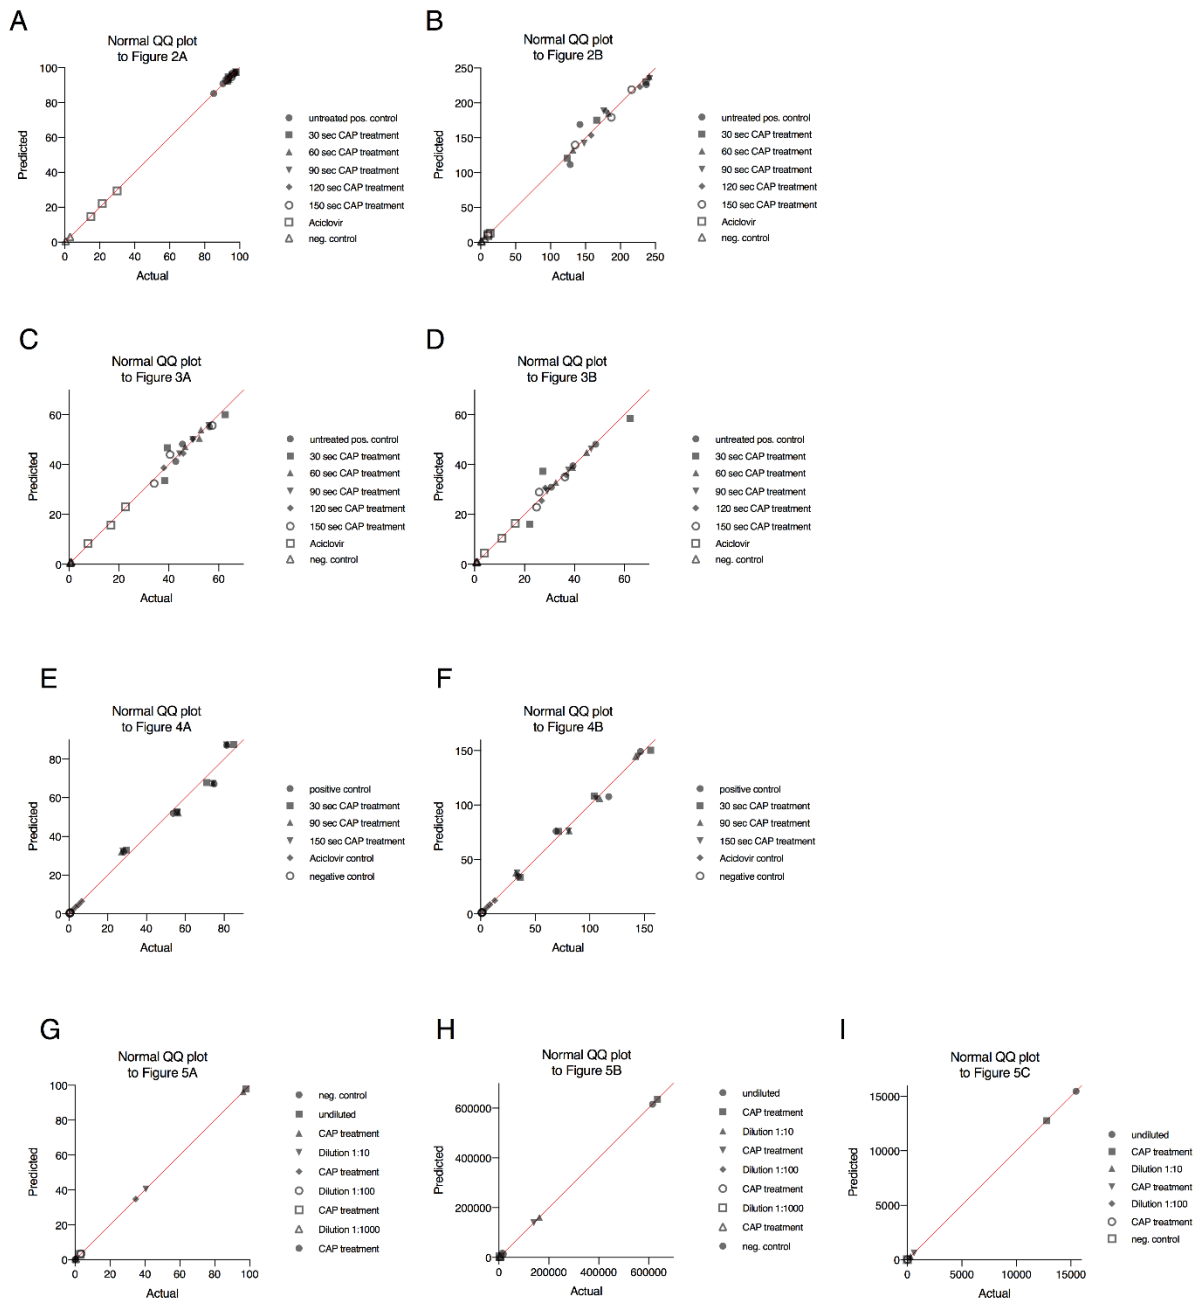 A
Normal QQ plot
to Figure 2A
Predicted
100
80
60
40
20
0
0 20 40 60 80 100
Actual
untreated pos. control
30 sec CAP treatment
60 sec CAP treatment
90 sec CAP treatment
120 sec CAP treatment
150 sec CAP treatment
Aciclovir
neg. control
B
Normal QQ plot
to Figure 2B
Predicted
250
200
150
100
50
0
0 50 100 150 200 250
Actual
untreated pos. control
30 sec CAP treatment
60 sec CAP treatment
90 sec CAP treatment
120 sec CAP treatment
150 sec CAP treatment
Aciclovir
neg. control
C
Normal QQ plot
to Figure 3A
Predicted
60
40
20
0
0 20 40 60
Actual
untreated pos. control
30 sec CAP treatment
60 sec CAP treatment
90 sec CAP treatment
120 sec CAP treatment
150 sec CAP treatment
Aciclovir
neg. control
D
Normal QQ plot
to Figure 3B
Predicted
60
40
20
0
0 20 40 60
Actual
untreated pos. control
30 sec CAP treatment
60 sec CAP treatment
90 sec CAP treatment
120 sec CAP treatment
150 sec CAP treatment
Aciclovir
neg. control
E
Normal QQ plot
to Figure 4A
Predicted
80
60
40
20
0
0 20 40 60 80
Actual
positive control
30 sec CAP treatment
90 sec CAP treatment
150 sec CAP treatment
Aciclovir control
negative control
F
Normal QQ plot
to Figure 4B
Predicted
150
100
50
0
0 50 100 150
Actual
positive control
30 sec CAP treatment
90 sec CAP treatment
150 sec CAP treatment
Aciclovir control
negative control
G
Normal QQ plot
to Figure 5A
Predicted
100
80
60
40
20
0
0 20 40 60 80 100
Actual
neg. control
undiluted
CAP treatment
Dilution 1:10
CAP treatment
Dilution 1:100
CAP treatment
Dilution 1:1000
CAP treatment
H
Normal QQ plot
to Figure 5B
Predicted
600000
400000
200000
0
0 200000 400000 600000
Actual
undiluted
CAP treatment
Dilution 1:10
CAP treatment
Dilution 1:100
CAP treatment
Dilution 1:1000
CAP treatment
neg. control
I
Normal QQ plot
to Figure 5C
Predicted
15000
10000
5000
0
0 5000 10000 15000
Actual
undiluted
CAP treatment
Dilution 1:10
CAP treatment
Dilution 1:100
CAP treatment
neg. control